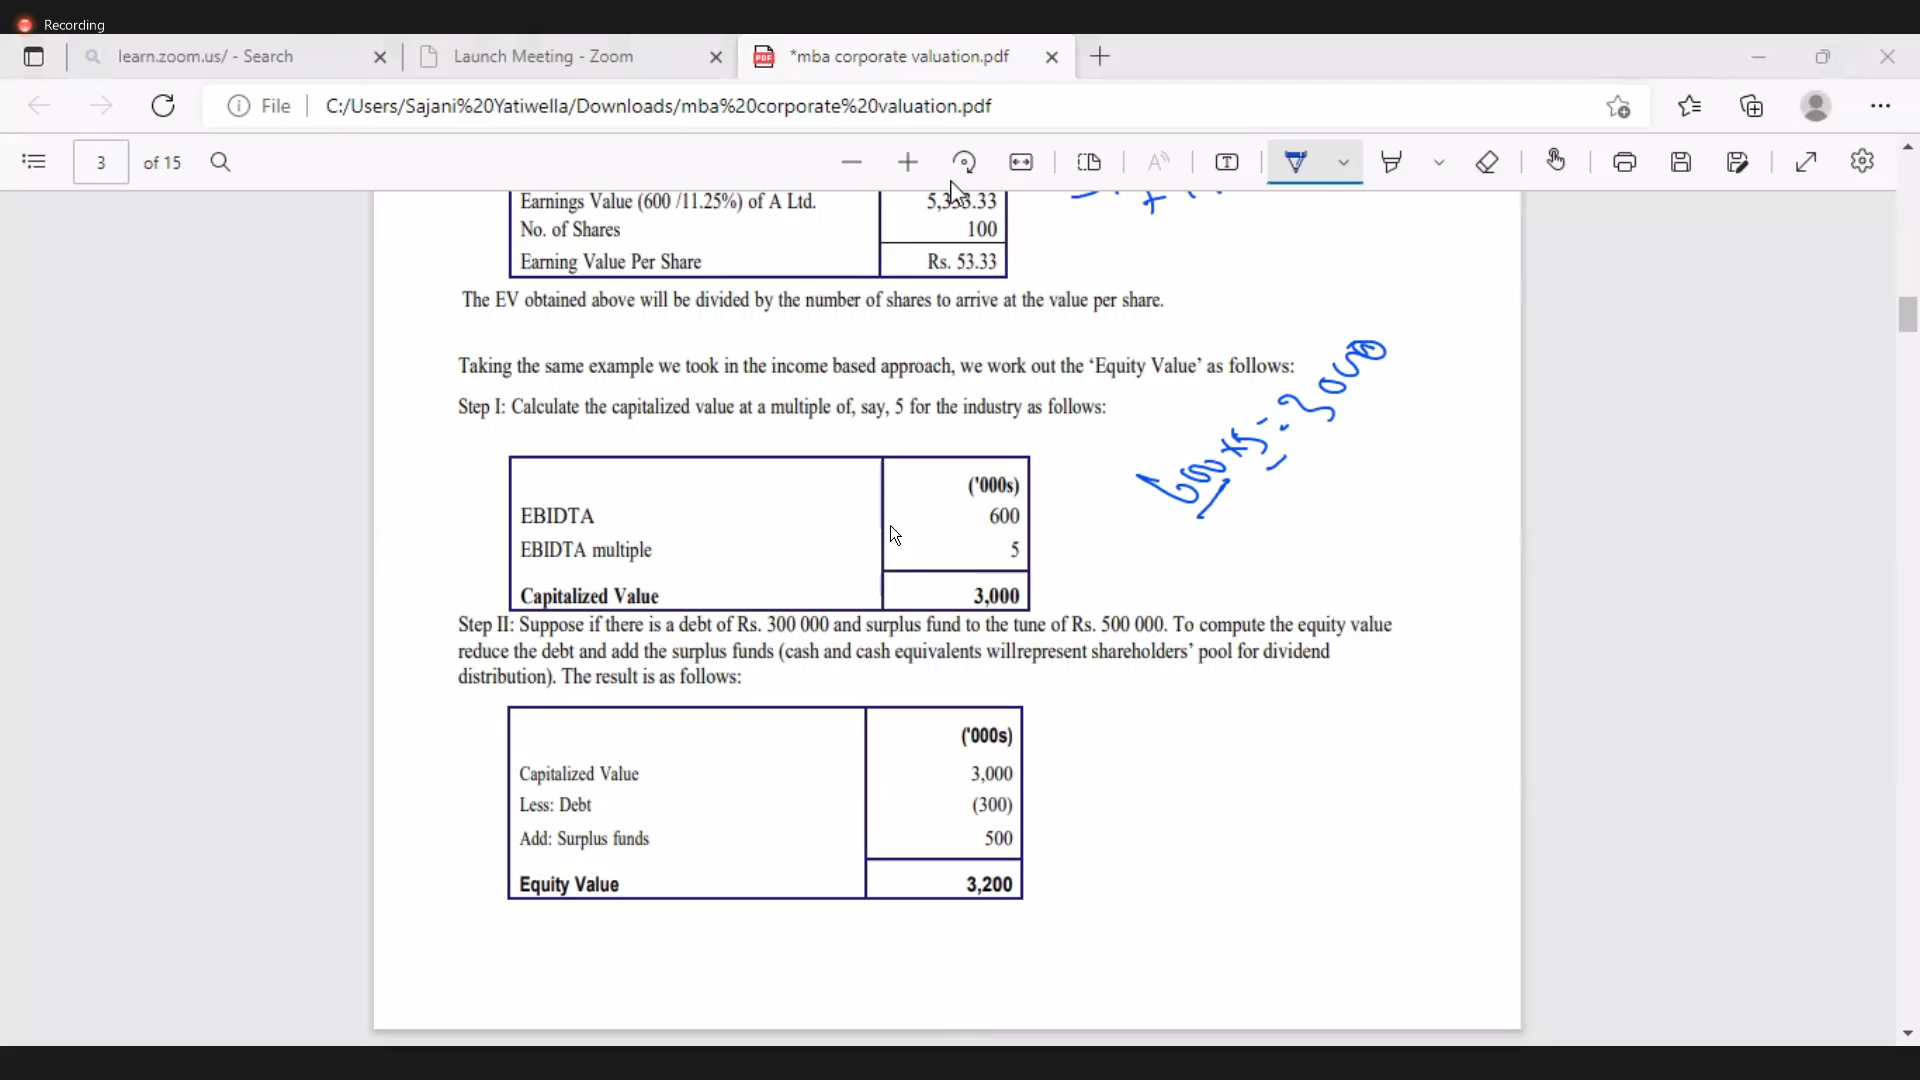 Recording
learn.zoom.us/ - Search
Launch Meeting - Zoom
*mba corporate valuation.pdf
File
C:/Users/Sajani%20Yatiwella/Downloads/mba%20corporate%20valuation.pdf
3 of 15
Earnings Value (600 /11.25%) of A Ltd. 5,333.33
No. of Shares 100
Earning Value Per Share Rs. 53.33
The EV obtained above will be divided by the number of shares to arrive at the value per share.
Taking the same example we took in the income based approach, we work out the ‘Equity Value’ as follows:
Step I: Calculate the capitalized value at a multiple of, say, 5 for the industry as follows:
600x5 = 3000
('000s)
EBIDTA 600
EBIDTA multiple 5
Capitalized Value 3,000
Step II: Suppose if there is a debt of Rs. 300 000 and surplus fund to the tune of Rs. 500 000. To compute the equity value
reduce the debt and add the surplus funds (cash and cash equivalents willrepresent shareholders’ pool for dividend
distribution). The result is as follows:
('000s)
Capitalized Value 3,000
Less: Debt (300)
Add: Surplus funds 500
Equity Value 3,200